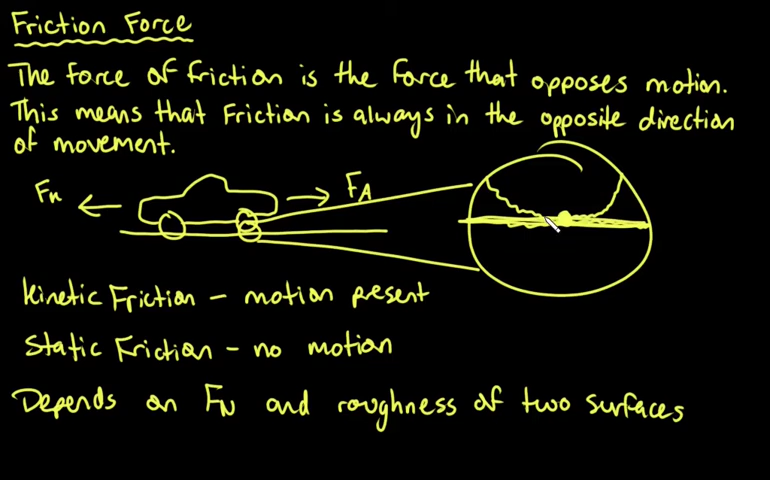 Friction Force
The Force of Friction is the Force that opposes motion.
This means that Friction is always in the opposite direction
of movement.
Fn
FA
Kinetic Friction – motion present
Static Friction – no motion
Depends on FN and roughness of two surfaces